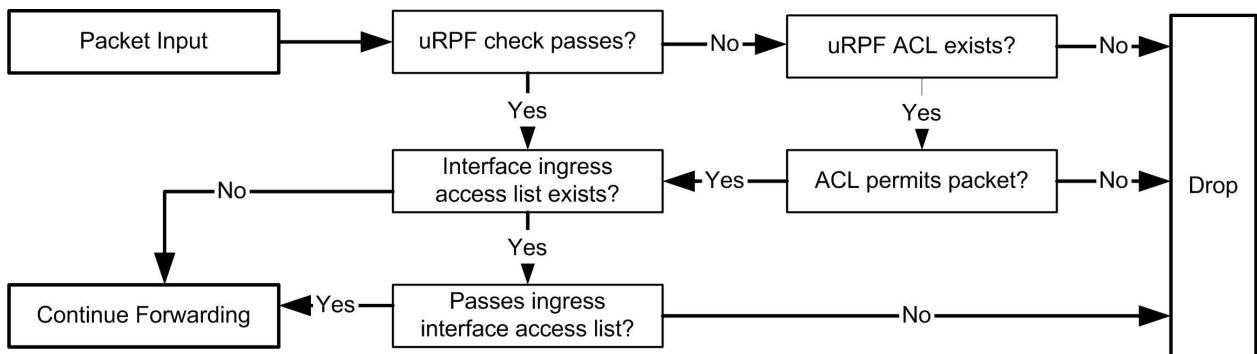 Packet Input
uRPF check passes?
No
uRPF ACL exists?
No
Yes
Yes
Interface ingress
access list exists?
Yes
ACL permits packet?
No
Drop
No
Yes
Continue Forwarding
Yes
Passes ingress
interface access list?
No